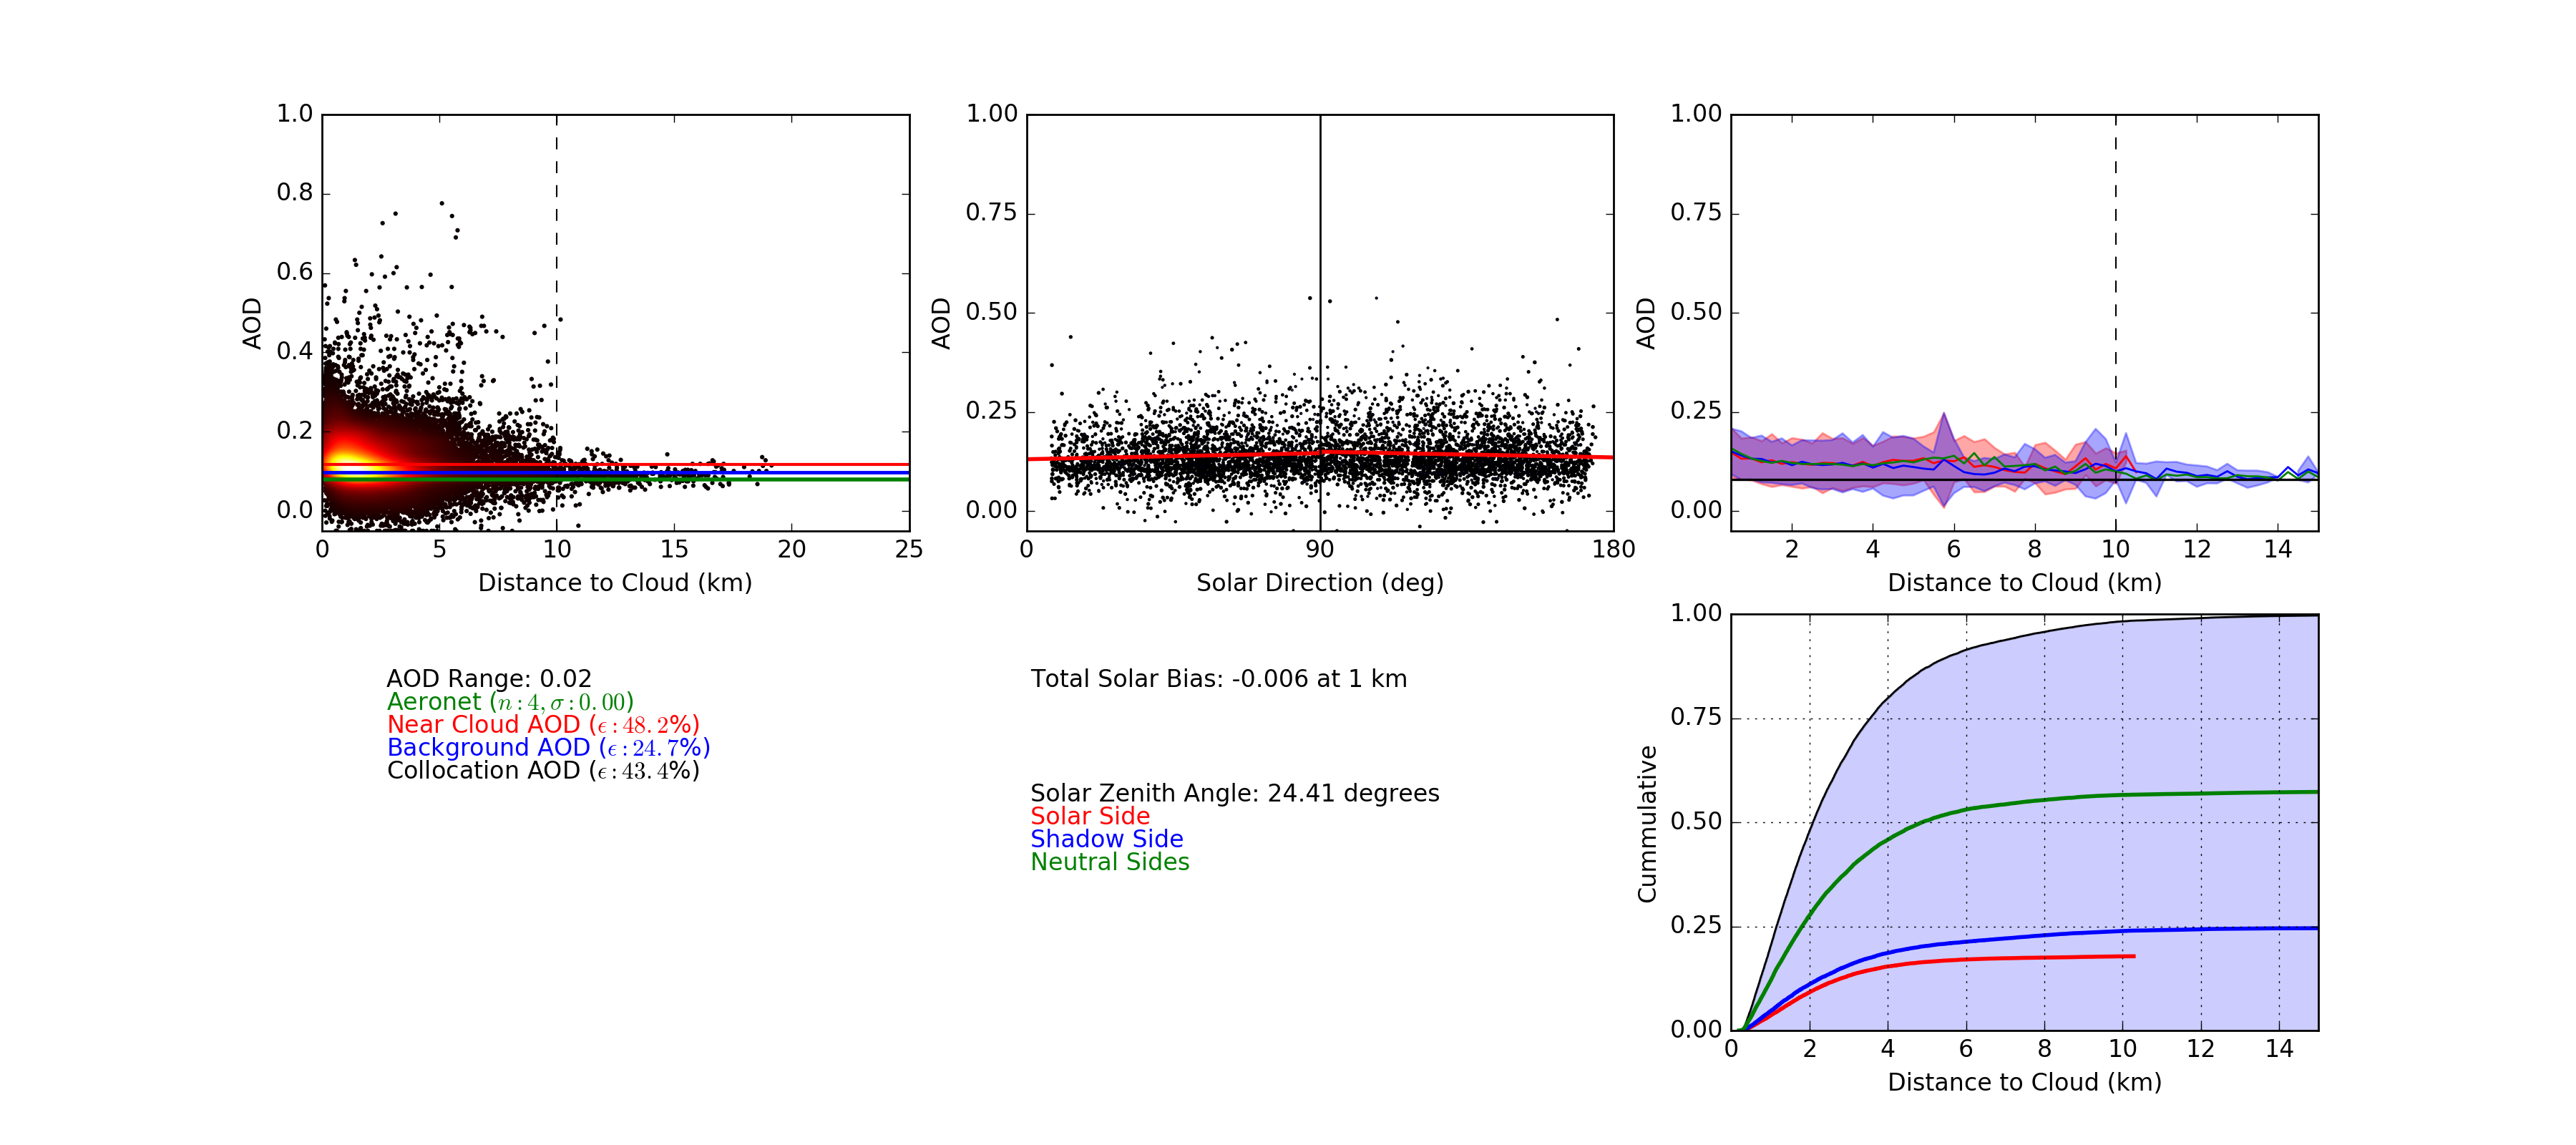 1.0
0.8
0.6
0.4
0.2
0.0
AOD
0 5 10 15 20 25
Distance to Cloud (km)
1.00
0.75
0.50
0.25
0.00
AOD
0 90 180
Solar Direction (deg)
1.00
0.75
0.50
0.25
0.00
AOD
2 4 6 8 10 12 14
Distance to Cloud (km)
AOD Range: 0.02
Aeronet (n : 4, σ : 0.00)
Near Cloud AOD (ϵ : 48.2%)
Background AOD (ϵ : 24.7%)
Collocation AOD (ϵ : 43.4%)
Total Solar Bias: -0.006 at 1 km
Solar Zenith Angle: 24.41 degrees
Solar Side
Shadow Side
Neutral Sides
1.00
0.75
0.50
0.25
0.00
Cummulative
0 2 4 6 8 10 12 14
Distance to Cloud (km)